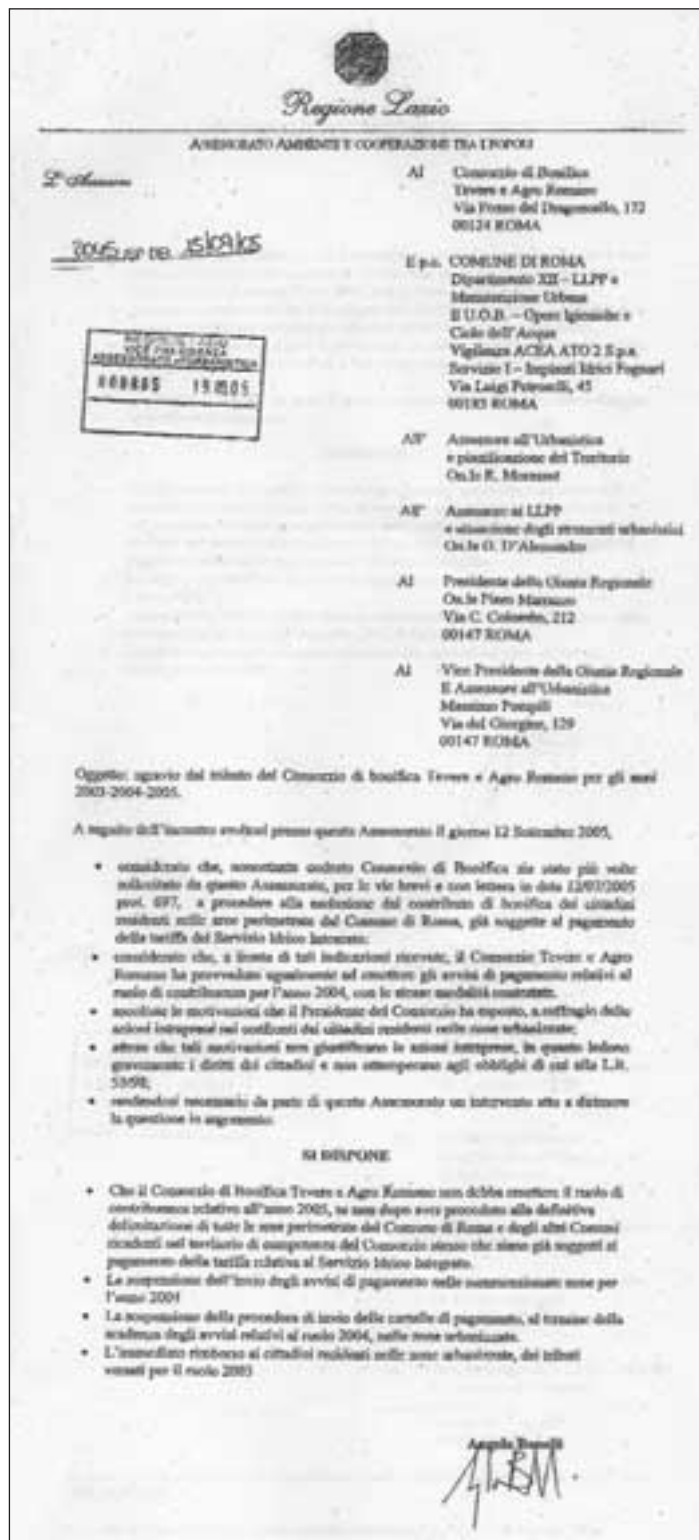 Regione Lazio
ASSESSORATO AMBIENTE E COOPERAZIONE TRA I POPOLI
L'Assessore
Al Consorzio di Bonifica
Tevere e Agro Romano
Via Fosso del Dragoncello, 172
00124 ROMA
E p.c. COMUNE DI ROMA
Dipartimento XII – LLPP e
Manutenzione Urbana
II U.O.B. – Opere Igieniche e
Ciclo dell'Acqua
Vigilanza ACEA ATO 2 S.p.a.
Servizio I – Impianti Idrici Fognari
Via Luigi Petroselli, 45
ROMA
All' Assessore all'Urbanistica
e pianificazione del Territorio
On.le R. Morassut
All' Assessore ai LLPP
e attuazione degli strumenti urbanistici
On.le G. D'Alessandro
Al Presidente della Giunta Regionale
On.le Piero Marrazzo
Via C. Colombo, 212
00147 ROMA
Al Vice Presidente della Giunta Regionale
E Assessore all'Urbanistica
Massimo Pompili
Via del Giorgione, 129
00147 ROMA
Oggetto: sgravio dal tributo del Consorzio di bonifica Tevere e Agro Romano per gli anni
2003-2004-2005.
A seguito dell'incontro svoltosi presso questo Assessorato il giorno 12 Settembre 2005,
• considerato che, nonostante codesto Consorzio di Bonifica sia stato più volte
sollecitato da questo Assessorato, per le vie brevi e con lettera in data 12/07/2005
prot. 697, a procedere alla esclusione dal contributo di bonifica dei cittadini
residenti nelle aree perimetrate del Comune di Roma, già soggette al pagamento
della tariffa del Servizio Idrico Integrato;
• considerato che, a fronte di tali indicazioni ricevute, il Consorzio Tevere e Agro
Romano ha provveduto ugualmente ad emettere gli avvisi di pagamento relativi al
ruolo di contribuenza per l'anno 2004, con le stesse modalità contestate.
• ascoltate le motivazioni che il Presidente del Consorzio ha esposto, a suffragio delle
azioni intraprese nei confronti dei cittadini residenti nelle zone urbanizzate;
• atteso che tali motivazioni non giustificano le azioni intraprese, in quanto ledono
gravemente i diritti dei cittadini e non ottemperano agli obblighi di cui alla L.R.
53/98;
• rendendosi necessario da parte di questo Assessorato un intervento atto a dirimere
la questione in argomento
SI DISPONE
• Che il Consorzio di Bonifica Tevere e Agro Romano non debba emettere il ruolo di
contribuenza relativo all'anno 2005, se non dopo aver proceduto alla definitiva
delimitazione di tutte le aree perimetrate del Comune di Roma e degli altri Comuni
ricadenti nel territorio di competenza del Consorzio stesso che siano già soggetti al
pagamento della tariffa relativa al Servizio Idrico Integrato.
• La sospensione dell'invio degli avvisi di pagamento nelle summenzionate zone per
l'anno 2004
• La sospensione della procedura di invio delle cartelle di pagamento, al termine della
scadenza degli avvisi relativi al ruolo 2004, nelle zone urbanizzate.
• L'immediato rimborso ai cittadini residenti nelle zone urbanizzate, dei tributi
versati per il ruolo 2003
Angelo Bonelli